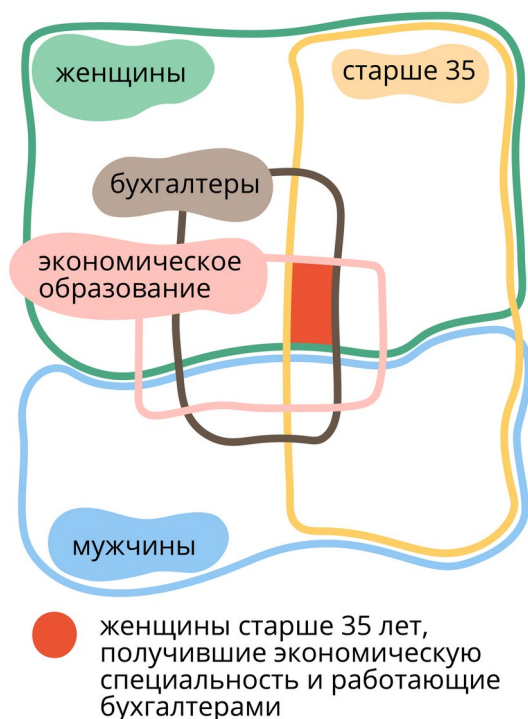 женщины
старше 35
бухгалтеры
экономическое
образование
мужчины
женщины старше 35 лет,
получившие экономическую
специальность и работающие
бухгалтерами